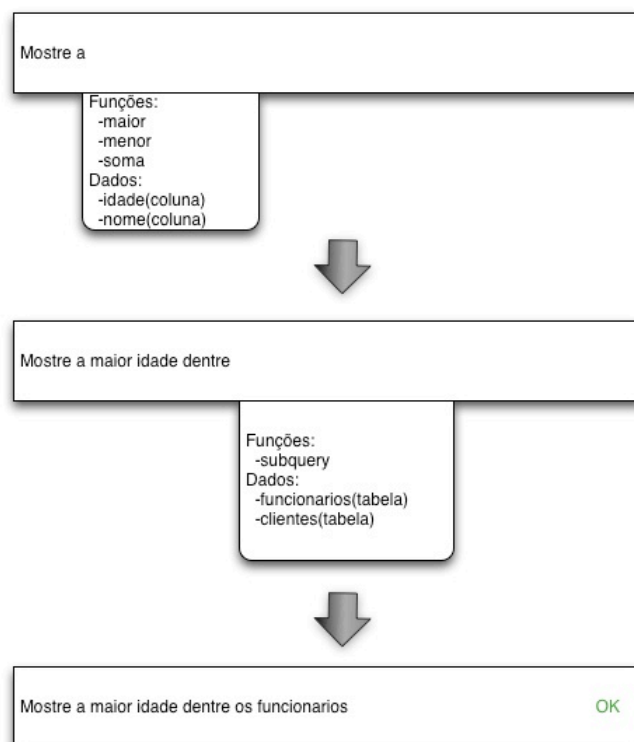 Mostre a
Funções:
-maior
-menor
-soma
Dados:
-idade(coluna)
-nome(coluna)
Mostre a maior idade dentre
Funções:
-subquery
Dados:
-funcionarios(tabela)
-clientes(tabela)
Mostre a maior idade dentre os funcionarios OK